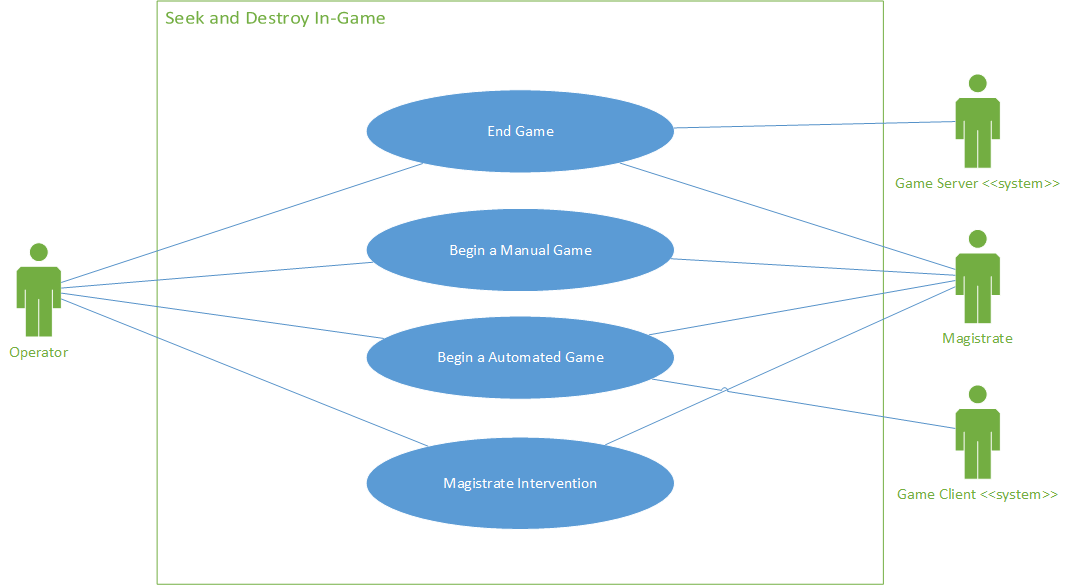 Seek and Destroy In-Game
End Game
Game Server <<system>>
Begin a Manual Game
Operator
Magistrate
Begin a Automated Game
Magistrate Intervention
Game Client <<system>>